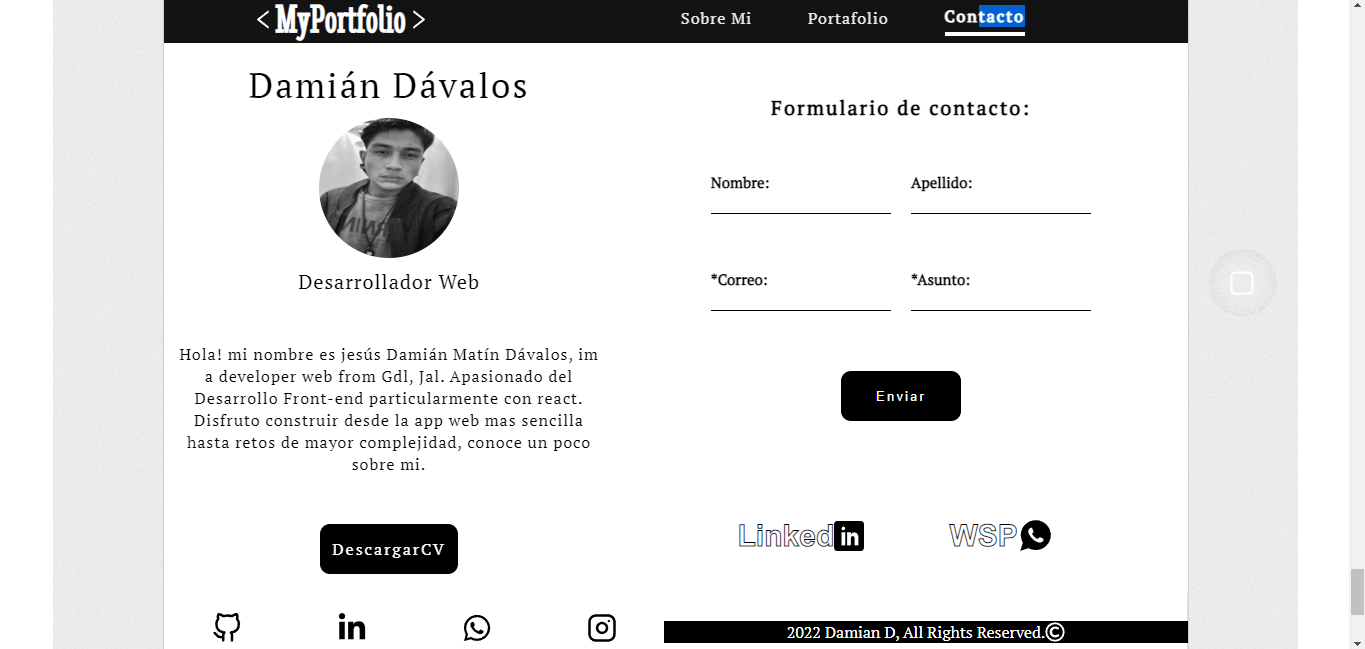 < MyPortfolio >
Sobre Mi
Portafolio
Contacto
Damián Dávalos
Desarrollador Web
Hola! mi nombre es jesús Damián Matín Dávalos, im
a developer web from Gdl, Jal. Apasionado del
Desarrollo Front-end particularmente con react.
Disfruto construir desde la app web mas sencilla
hasta retos de mayor complejidad, conoce un poco
sobre mi.
DescargarCV
in
Formulario de contacto:
Nombre:
Apellido:
*Correo:
*Asunto:
Enviar
Linked in
WSP
2022 Damian D, All Rights Reserved.©